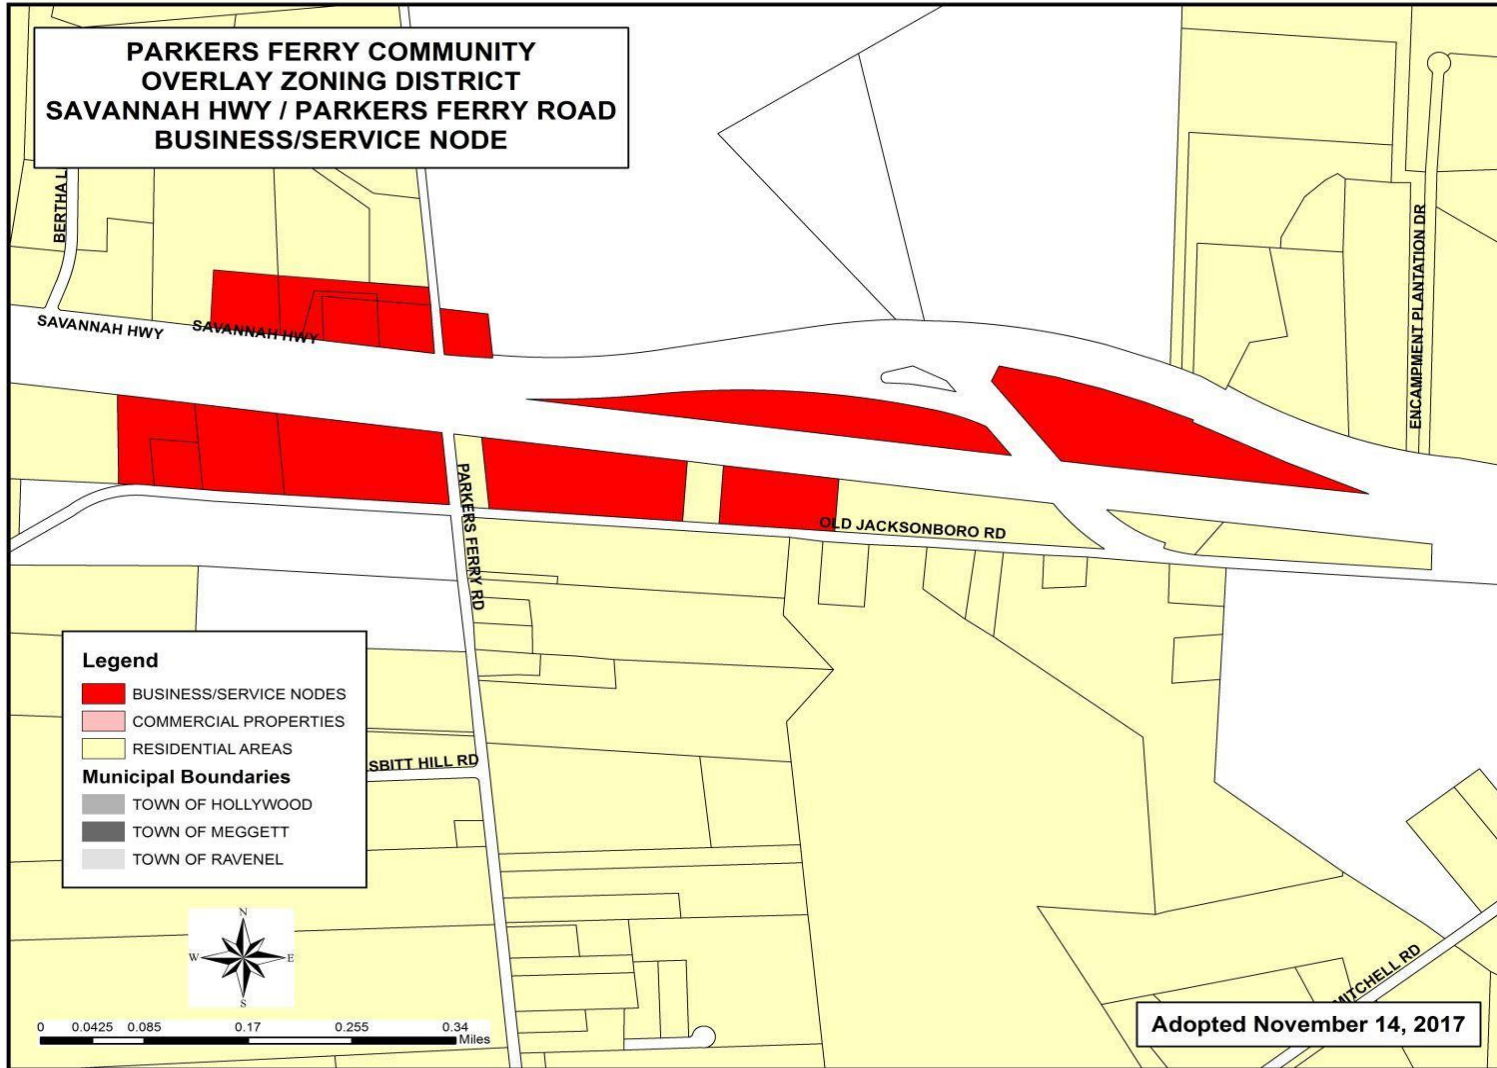 PARKERS FERRY COMMUNITY
OVERLAY ZONING DISTRICT
SAVANNAH HWY / PARKERS FERRY ROAD
BUSINESS/SERVICE NODE
BERTHA L
SAVANNAH HWY
SAVANNAH HWY
ENCAMPMENT PLANTATION DR
PARKERS FERRY RD
OLD JACKSONBORO RD
SBITT HILL RD
MITCHELL RD
Legend
BUSINESS/SERVICE NODES
COMMERCIAL PROPERTIES
RESIDENTIAL AREAS
Municipal Boundaries
TOWN OF HOLLYWOOD
TOWN OF MEGGETT
TOWN OF RAVENEL
N
W E
S
0 0.0425 0.085 0.17 0.255 0.34
Miles
Adopted November 14, 2017